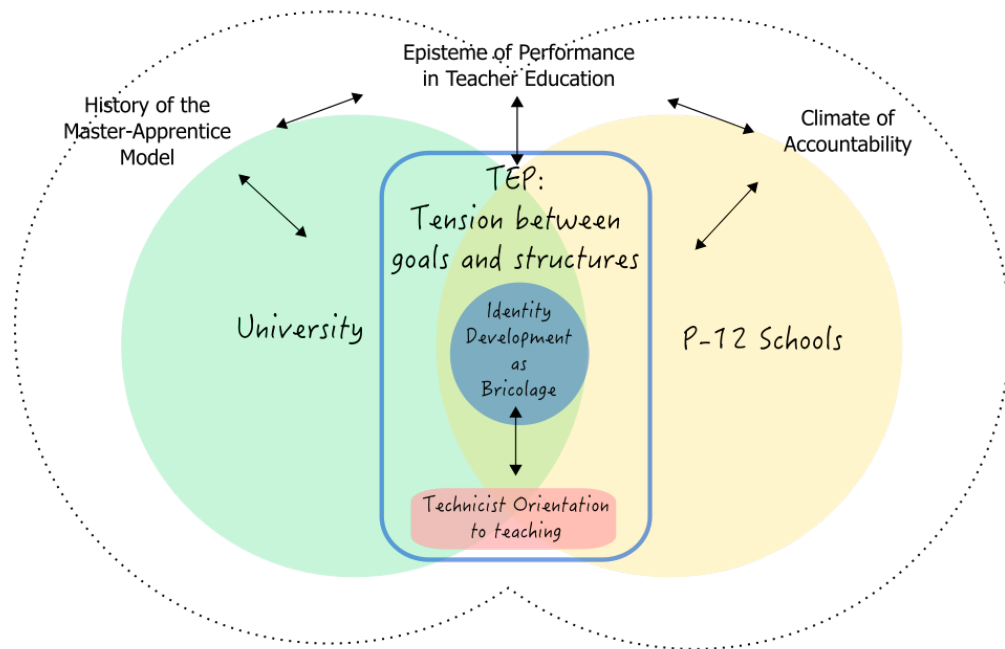 Episteme of Performance
in Teacher Education
History of the
Master-Apprentice
Model
Climate of
Accountability
TEP:
Tension between
goals and structures
University
Identity
Development
as
Bricolage
P-12 Schools
Technicist Orientation
to teaching